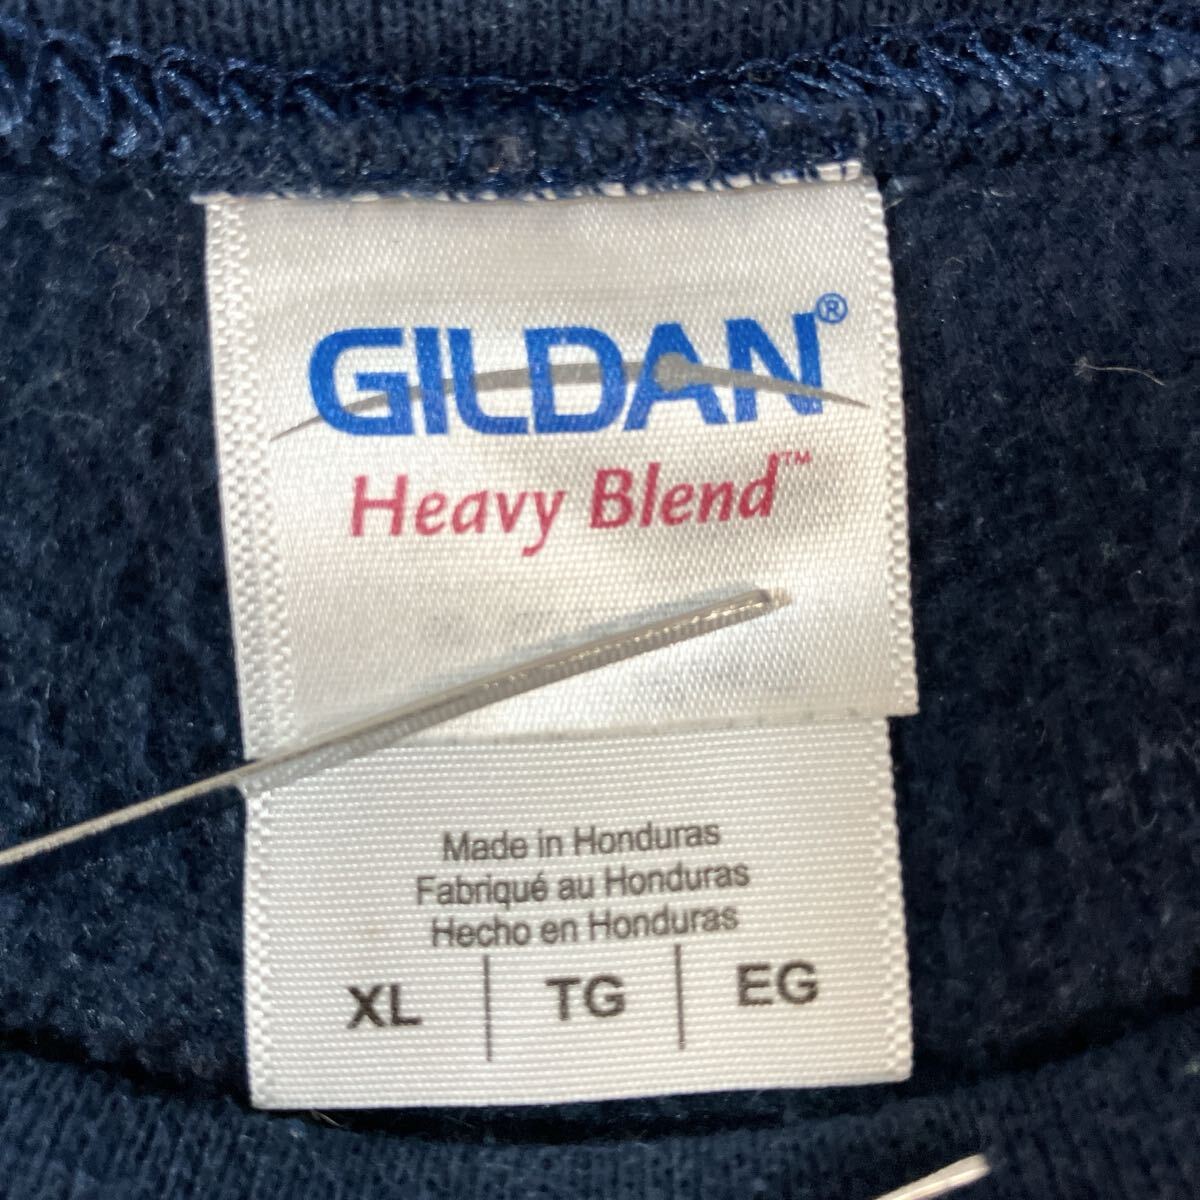 GILDAN®
Heavy Blend™
Made in Honduras
Fabriqué au Honduras
Hecho en Honduras
XL | TG | EG